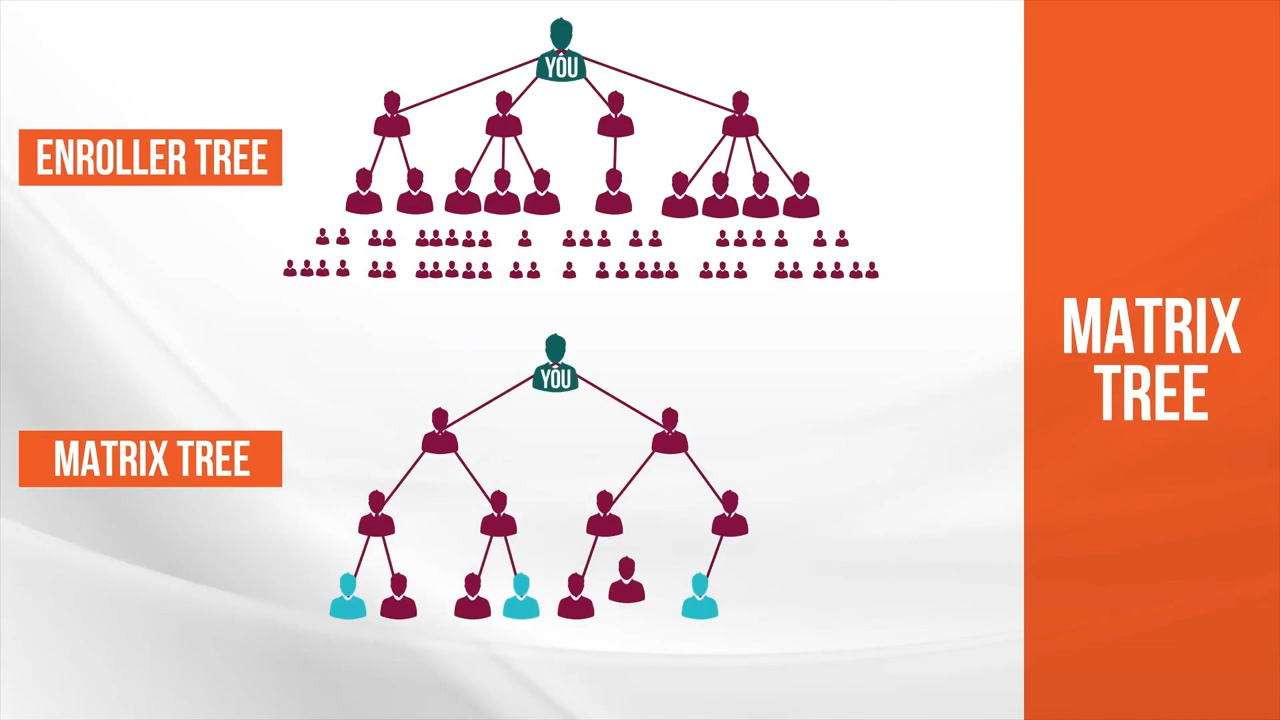 YOU
ENROLLER TREE
YOU
MATRIX TREE
MATRIX
TREE